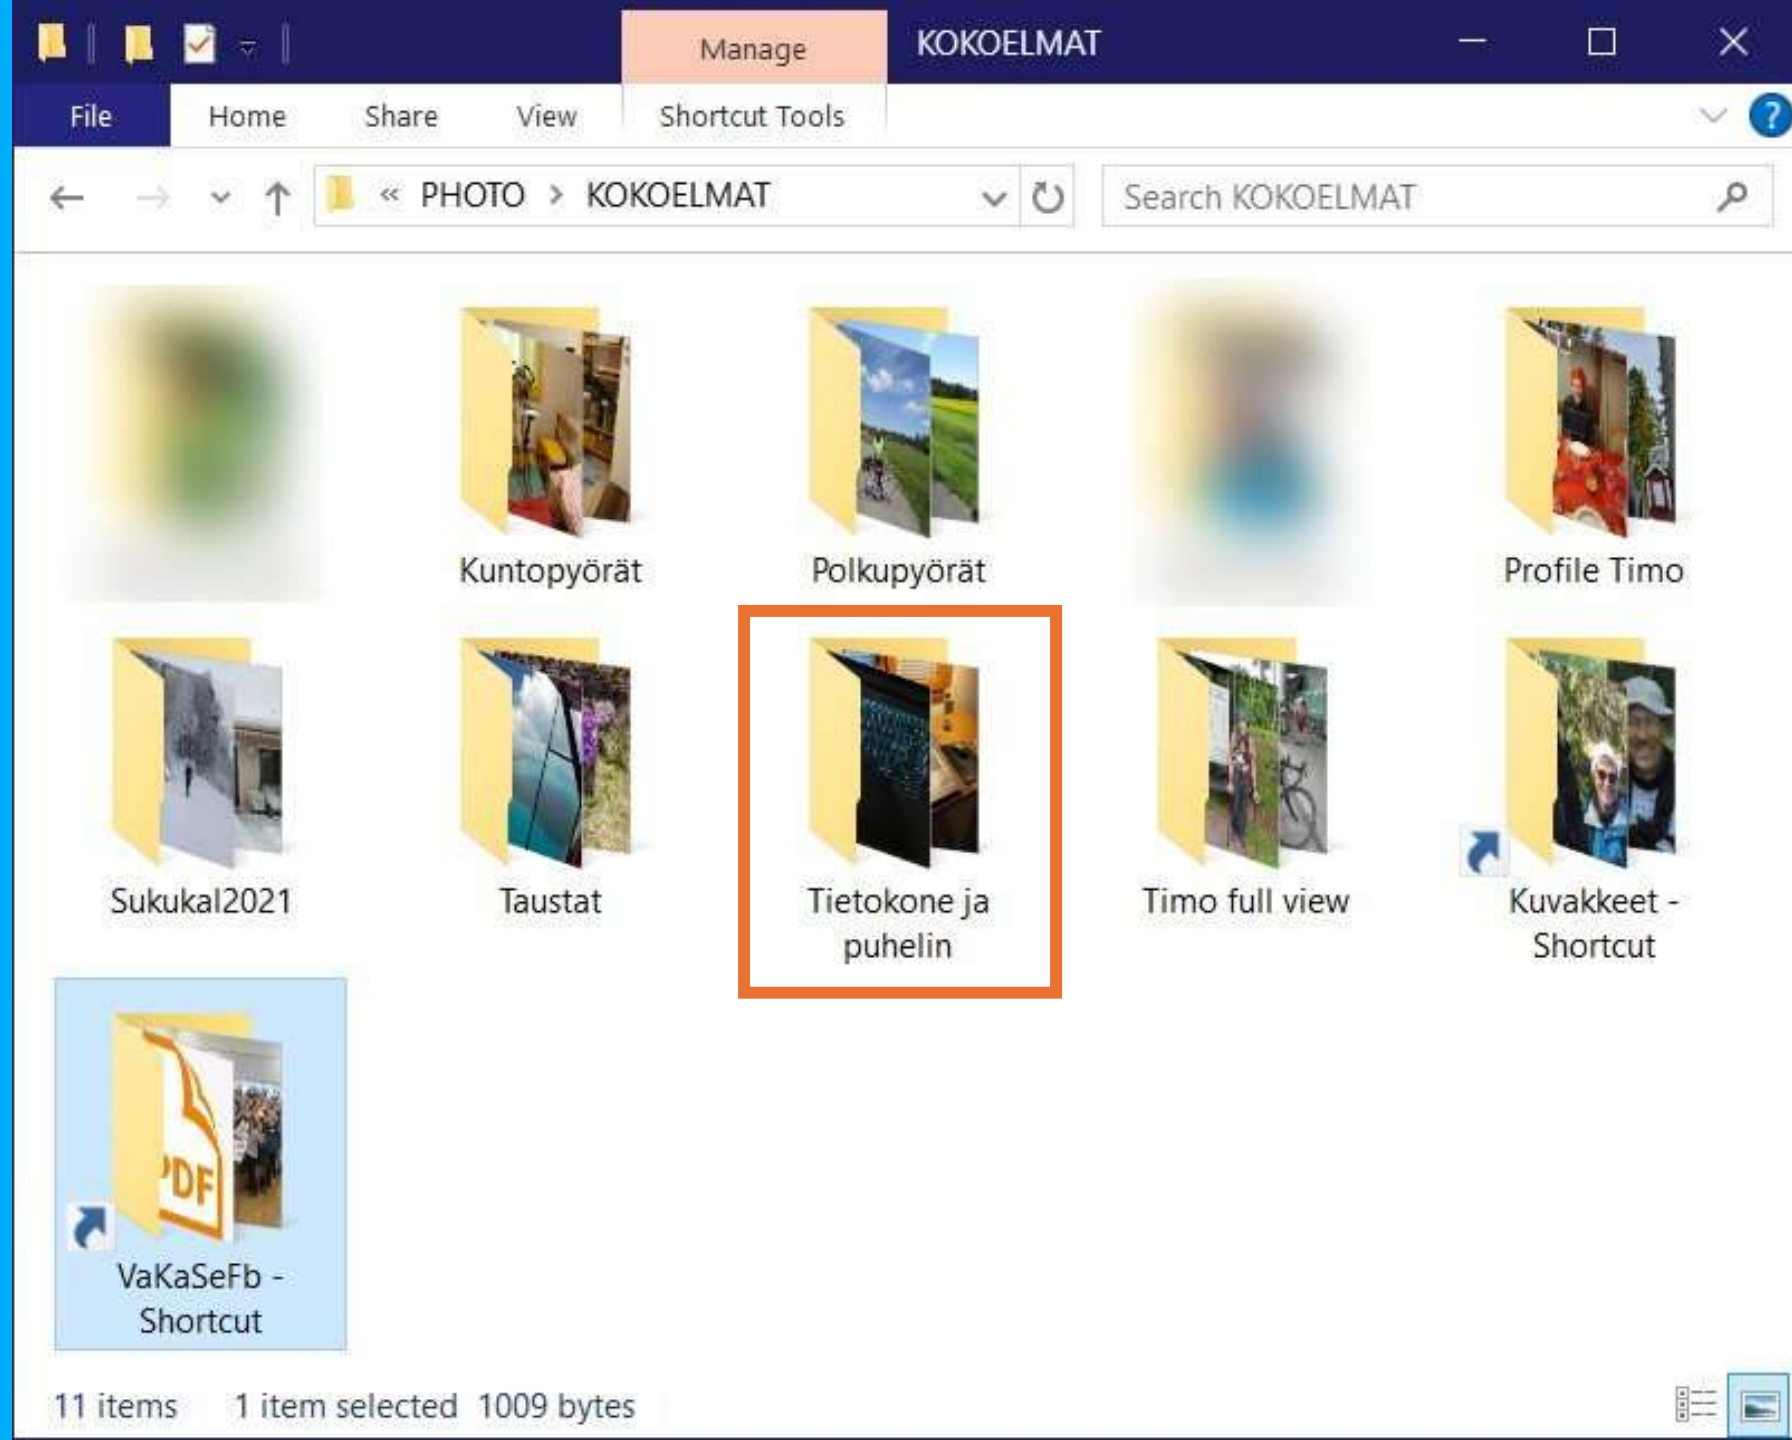 Manage
KOKOELMAT
File
Home
Share
View
Shortcut Tools
?
« PHOTO > KOKOELMAT
Search KOKOELMAT
Kuntopyörät
Polkupyörät
Profile Timo
Sukukal2021
Taustat
Tietokone ja
puhelin
Timo full view
Kuvakkeet -
Shortcut
PDF
VaKaSeFb -
Shortcut
11 items
1 item selected 1009 bytes